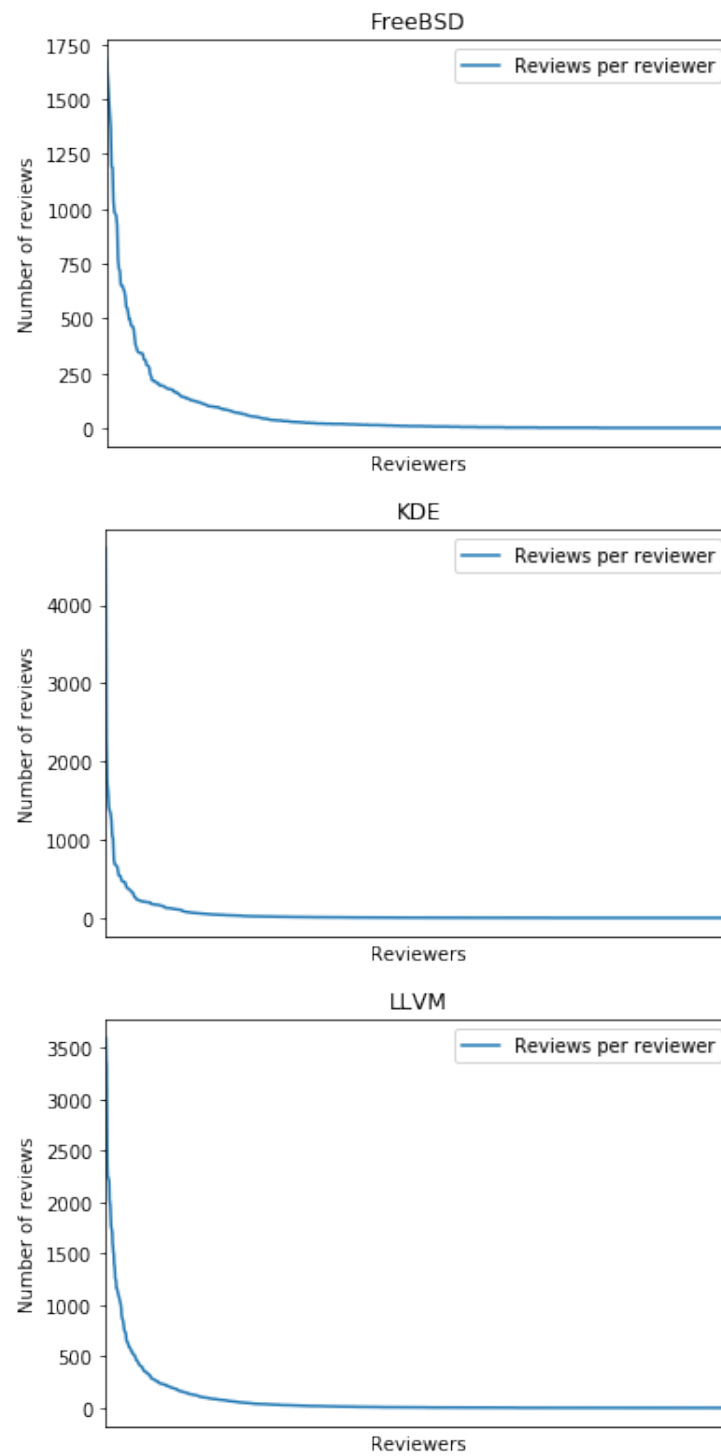 FreeBSD
Reviews per reviewer
Number of reviews
1750
1500
1250
1000
750
500
250
0
Reviewers
KDE
Reviews per reviewer
Number of reviews
4000
3000
2000
1000
0
Reviewers
LLVM
Reviews per reviewer
Number of reviews
3500
3000
2500
2000
1500
1000
500
0
Reviewers